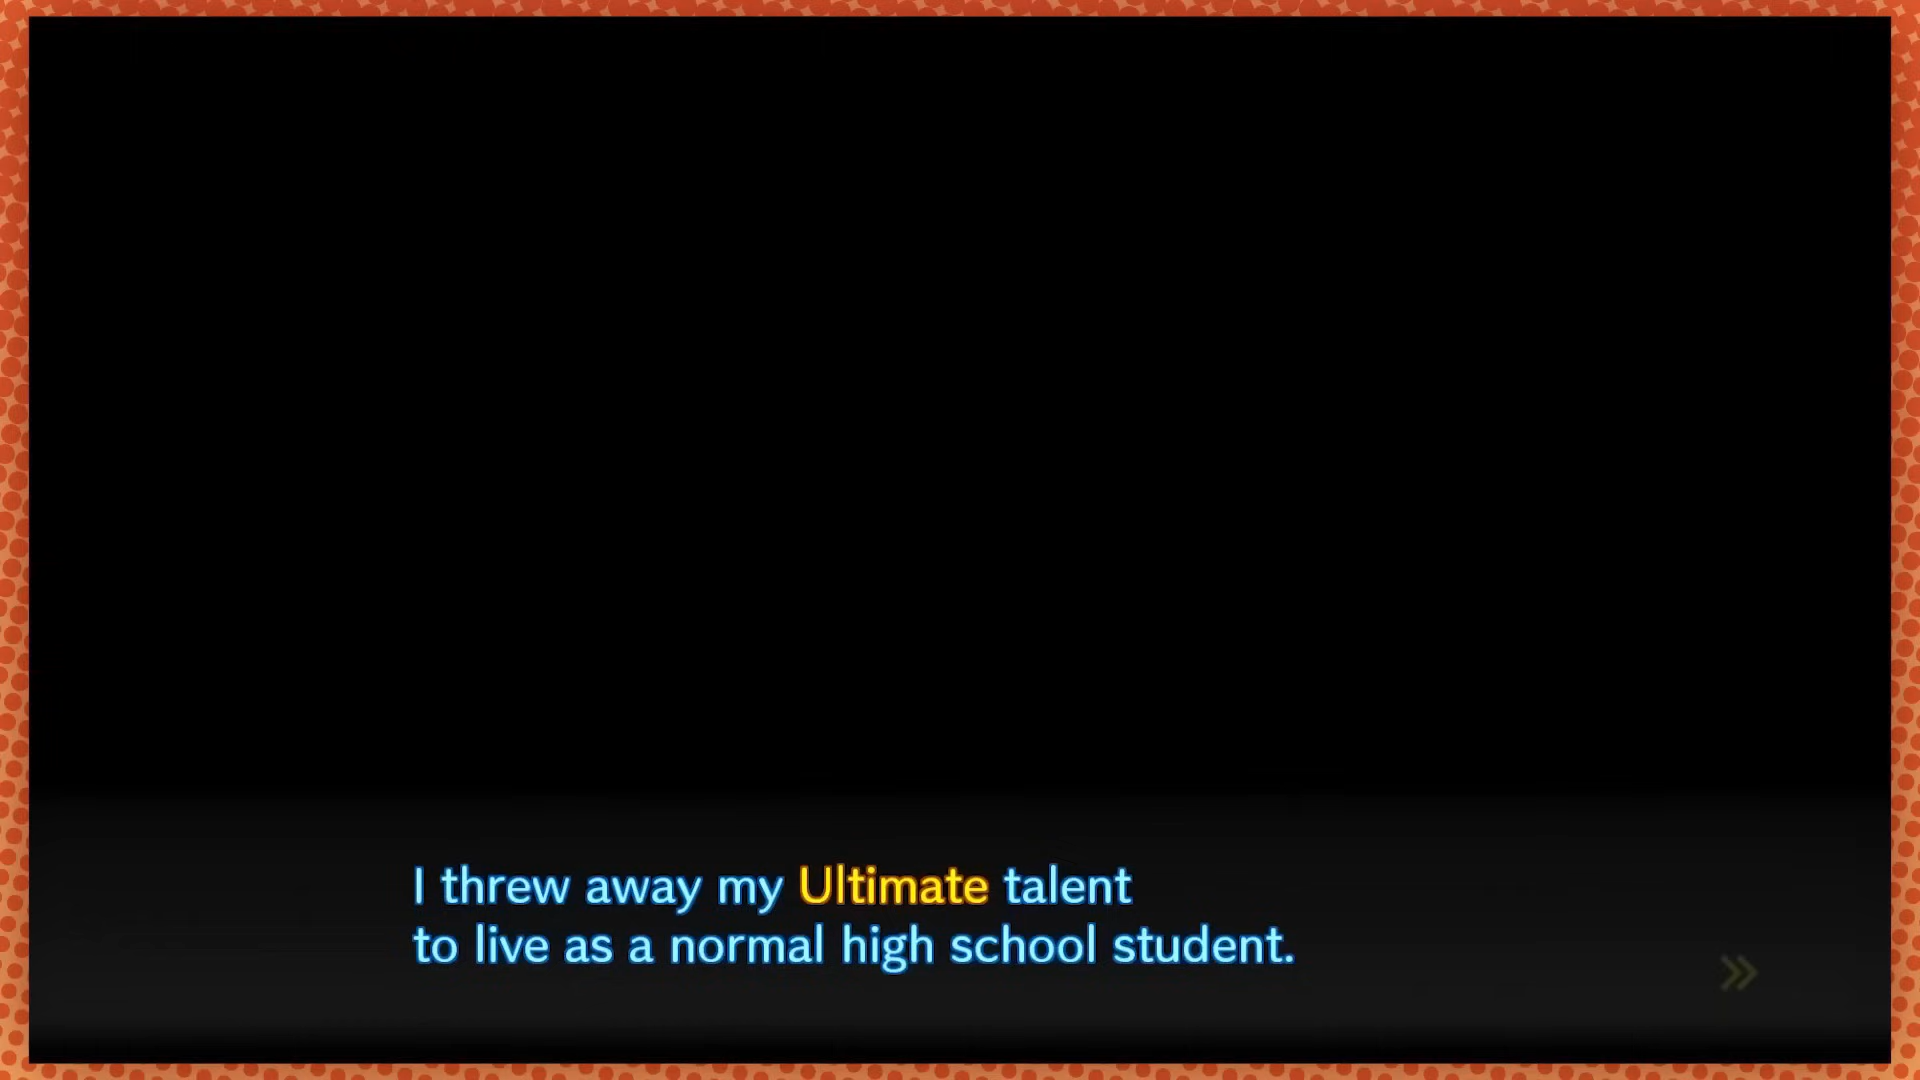 I threw away my Ultimate talent
to live as a normal high school student.